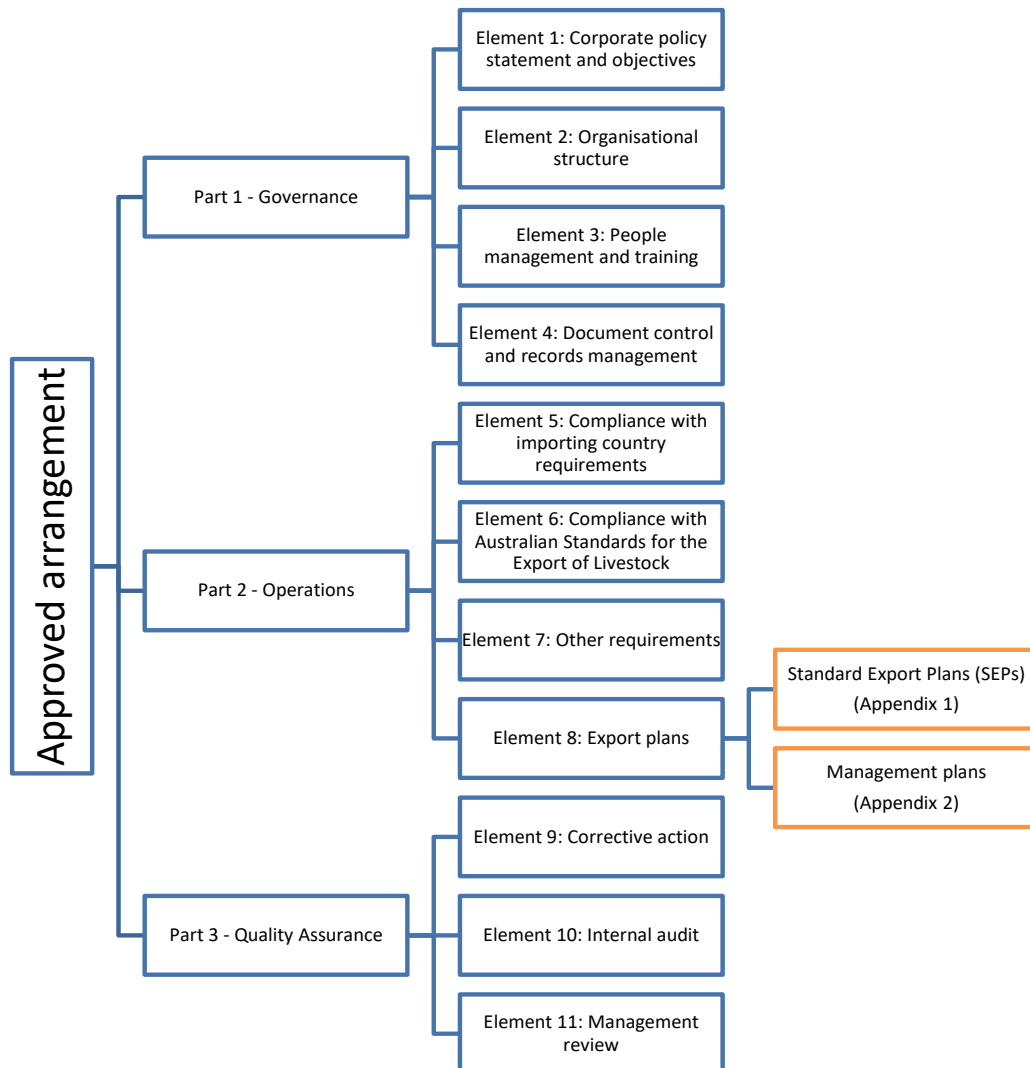 Approved arrangement
Part 1 - Governance
Element 1: Corporate policy
statement and objectives
Element 2: Organisational
structure
Element 3: People
management and training
Element 4: Document control
and records management
Part 2 - Operations
Element 5: Compliance with
importing country
requirements
Element 6: Compliance with
Australian Standards for the
Export of Livestock
Element 7: Other requirements
Element 8: Export plans
Standard Export Plans (SEPs)
(Appendix 1)
Management plans
(Appendix 2)
Part 3 - Quality Assurance
Element 9: Corrective action
Element 10: Internal audit
Element 11: Management
review